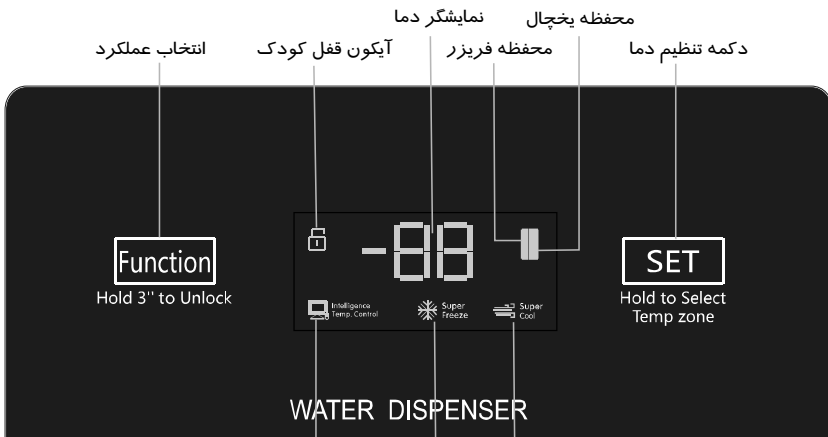 محفظه یخچال
نمایشگر دما
دکمه تنظیم دما
محفظه فریزر
آیکون قفل کودک
انتخاب عملکرد
-88
Function
Hold 3'' to Unlock
SET
Hold to Select
Temp zone
Intelligence
Temp. Control
Super
Freeze
Super
Cool
WATER DISPENSER